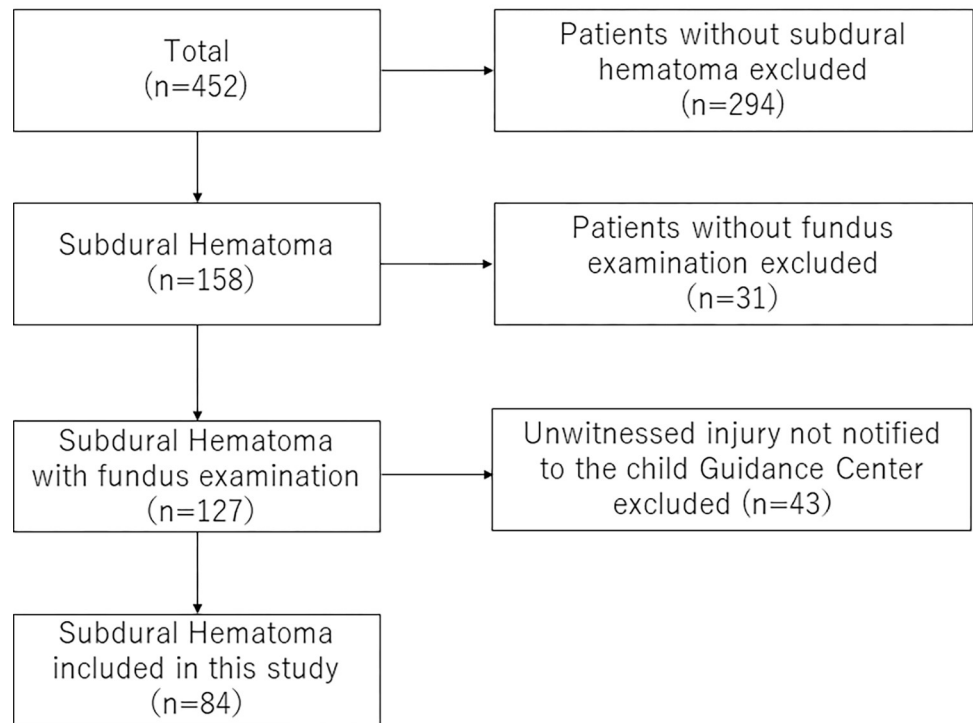 Total
(n=452)
Patients without subdural
hematoma excluded
(n=294)
Subdural Hematoma
(n=158)
Patients without fundus
examination excluded
(n=31)
Subdural Hematoma
with fundus examination
(n=127)
Unwitnessed injury not notified
to the child Guidance Center
excluded (n=43)
Subdural Hematoma
included in this study
(n=84)